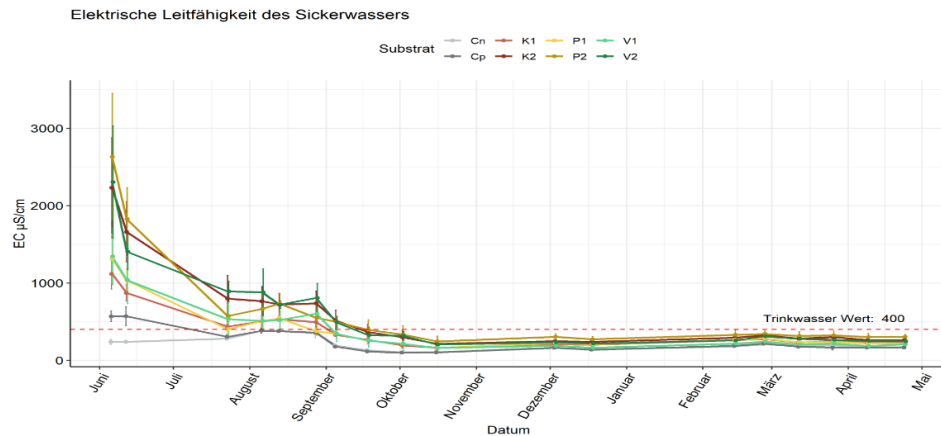 Elektrische Leitfähigkeit des Sickerwassers
Substrat
Cn K1 P1 V1
Cp K2 P2 V2
EC µS/cm
3000
2000
1000
0
Trinkwasser Wert: 400
Juni Juli August September Oktober November Dezember Januar Februar März April Mai
Datum